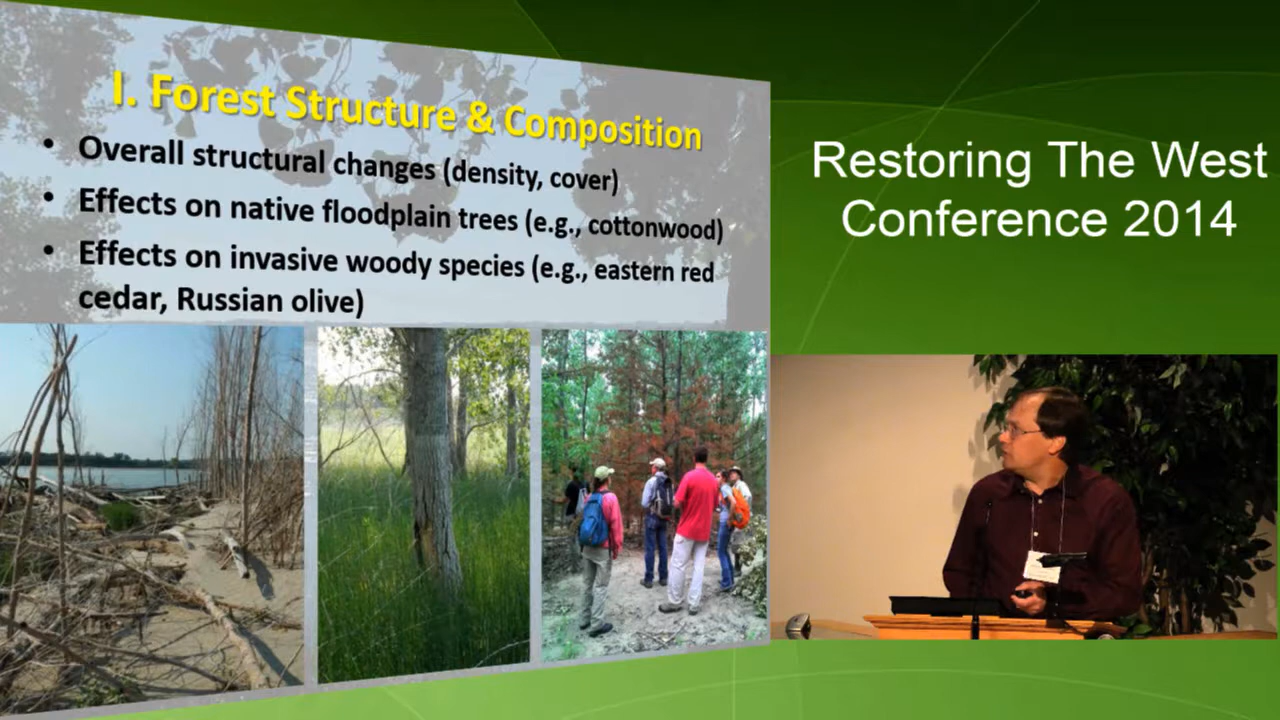 I. Forest Structure & Composition
• Overall structural changes (density, cover)
• Effects on native floodplain trees (e.g., cottonwood)
• Effects on invasive woody species (e.g., eastern red
cedar, Russian olive)
Restoring The West
Conference 2014